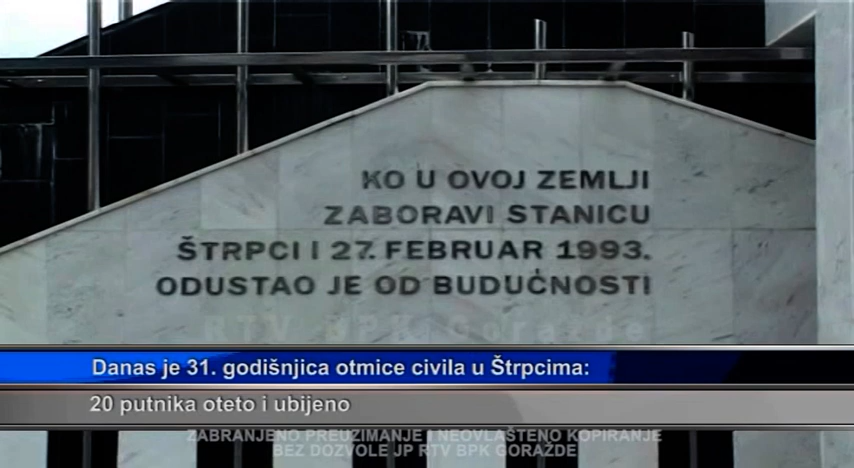 KO U OVOJ ZEMLJI
ZABORAVI STANICU
ŠTRPCI I 27. FEBRUAR 1993.
ODUSTAO JE OD BUDUĆNOSTI
RTV BPK Goražde
Danas je 31. godišnjica otmice civila u Štrpcima:
20 putnika oteto i ubijeno
ZABRANJENO PREUZIMANJE I NEOVLAŠTENO KOPIRANJE
BEZ DOZVOLE JP RTV BPK GORAŽDE